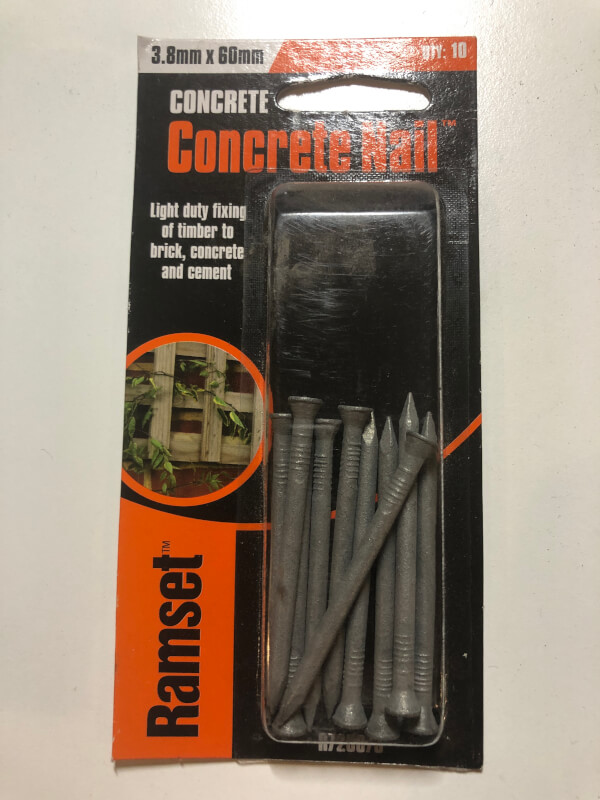 3.8mm x 60mm
QTY: 10
CONCRETE
Concrete Nail™
Light duty fixing
of timber to
brick, concrete
and cement
Ramset™